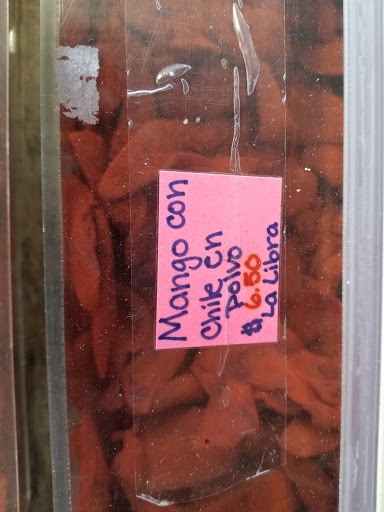 Mango con
chile en
polvo
$ 6.50
La Libra